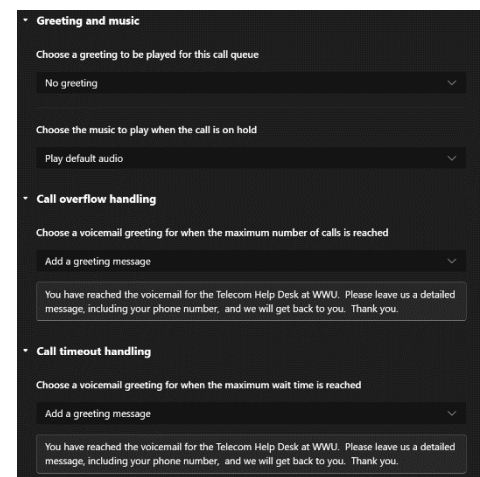 Greeting and music
Choose a greeting to be played for this call queue
No greeting
Choose the music to play when the call is on hold
Play default audio
Call overflow handling
Choose a voicemail greeting for when the maximum number of calls is reached
Add a greeting message
You have reached the voicemail for the Telecom Help Desk at WWU.  Please leave us a detailed
message, including your phone number,  and we will get back to you.  Thank you.
Call timeout handling
Choose a voicemail greeting for when the maximum wait time is reached
Add a greeting message
You have reached the voicemail for the Telecom Help Desk at WWU.  Please leave us a detailed
message, including your phone number,  and we will get back to you.  Thank you.